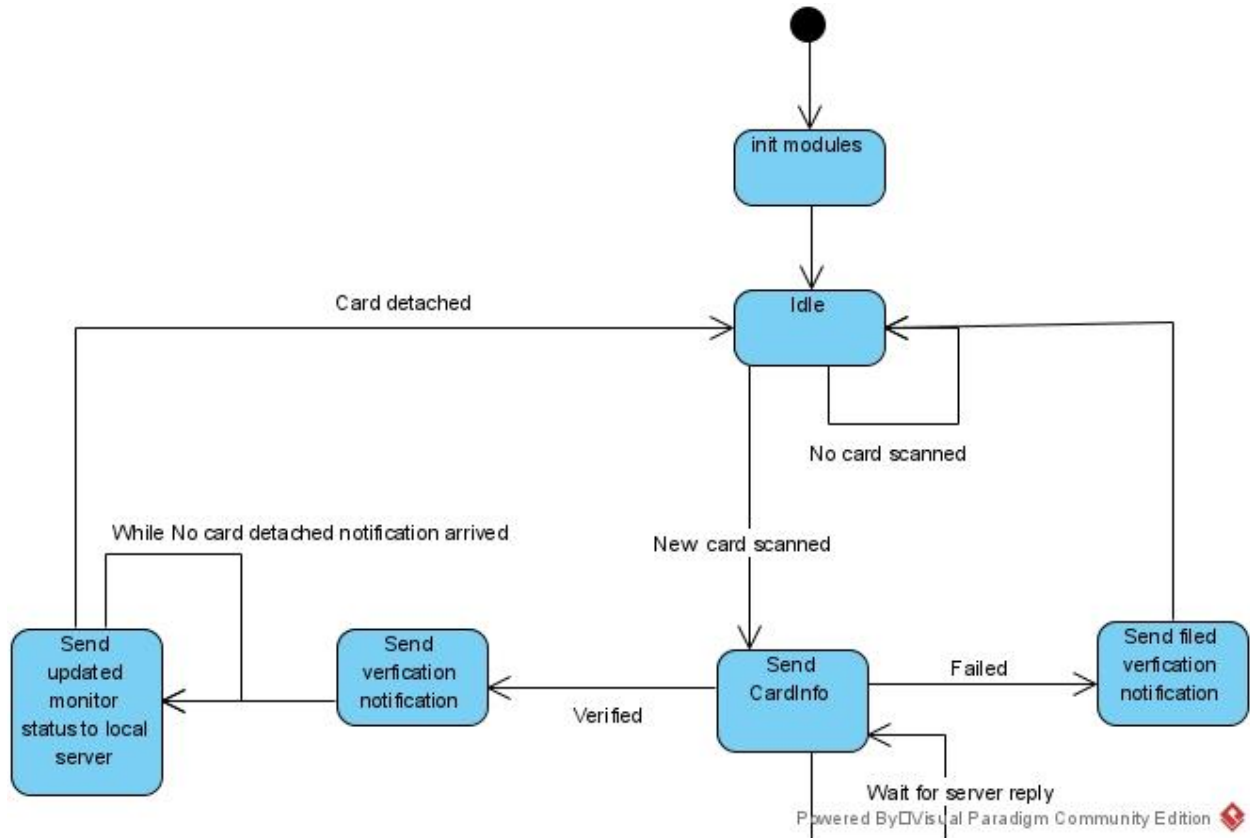 init modules
Idle
Card detached
No card scanned
While No card detached notification arrived
New card scanned
Send
updated
monitor
status to local
server
Send
verfication
notification
Verified
Send
CardInfo
Failed
Send filed
verfication
notification
Wait for server reply
Powered By□Visual Paradigm Community Edition